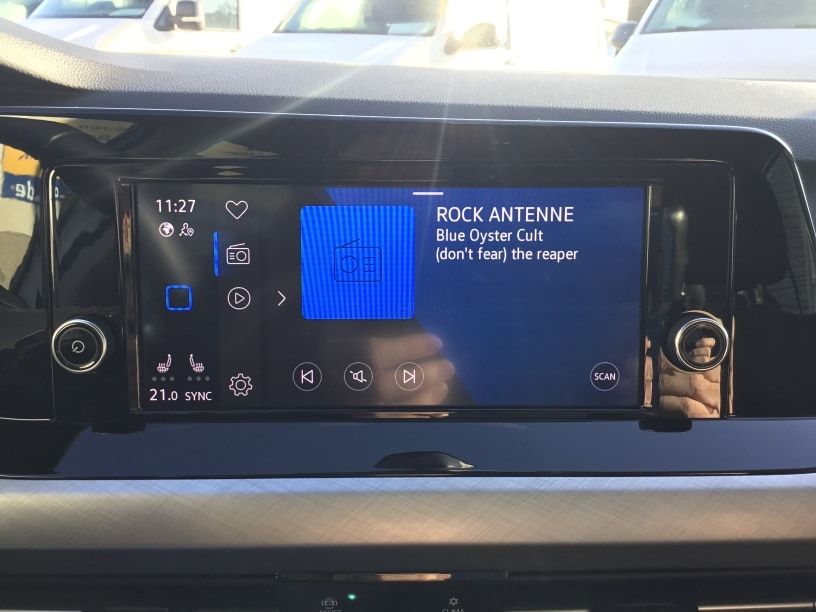 11:27
ROCK ANTENNE
Blue Oyster Cult
(don't fear) the reaper
21.0 SYNC
SCAN